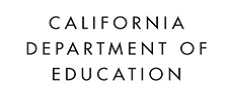 CALIFORNIA
DEPARTMENT OF
EDUCATION